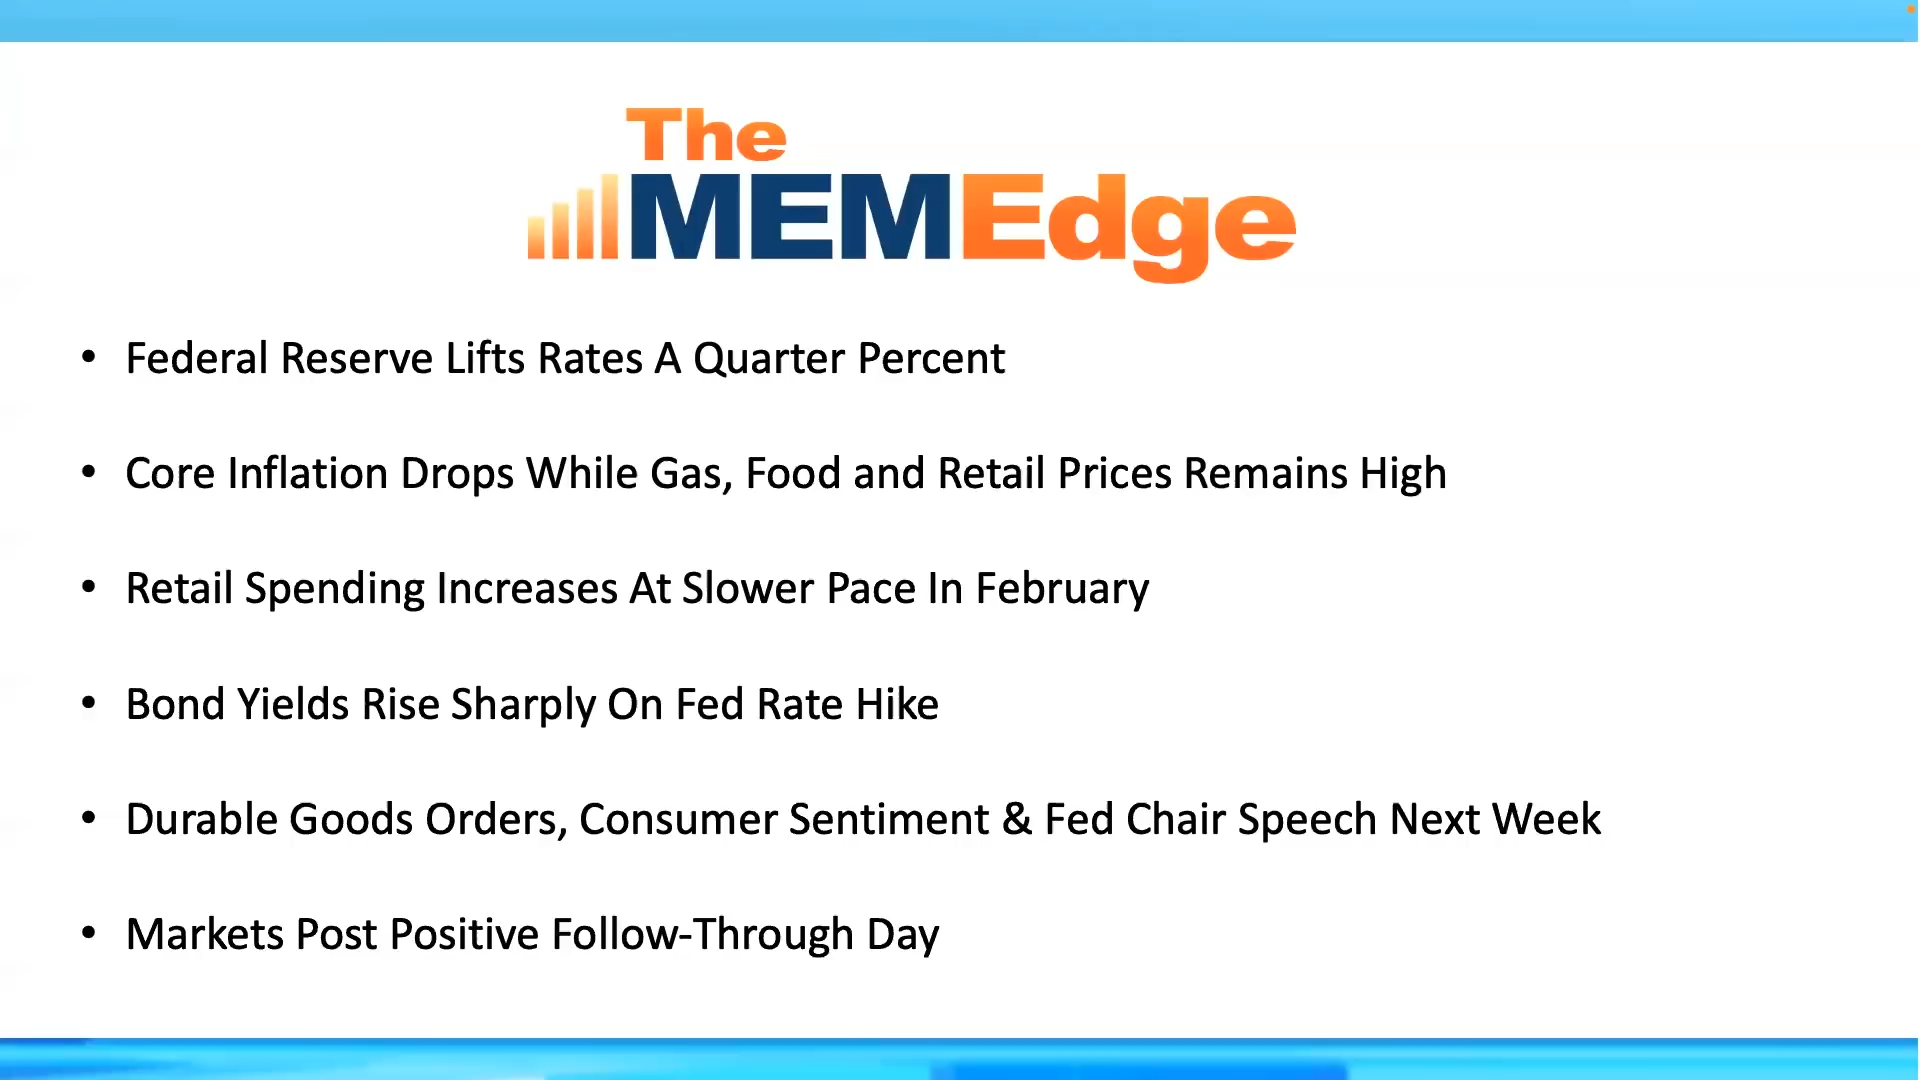 The
MEMEdge
• Federal Reserve Lifts Rates A Quarter Percent
• Core Inflation Drops While Gas, Food and Retail Prices Remains High
• Retail Spending Increases At Slower Pace In February
• Bond Yields Rise Sharply On Fed Rate Hike
• Durable Goods Orders, Consumer Sentiment & Fed Chair Speech Next Week
• Markets Post Positive Follow-Through Day